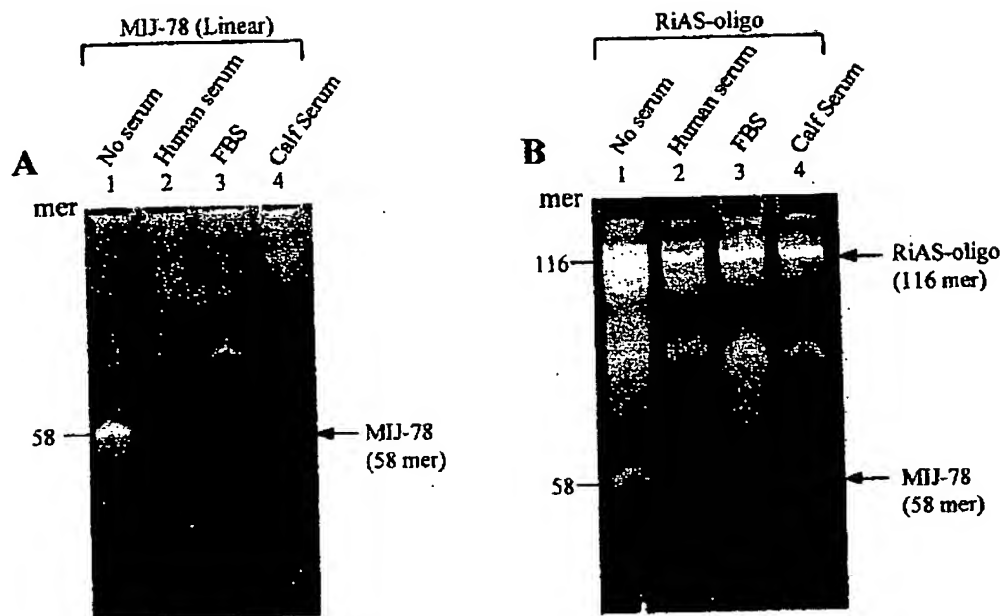 MIJ-78 (Linear)
No serum
Human serum
FBS
Calf Serum
A
1 2 3 4
mer
58
MIJ-78
(58 mer)
RiAS-oligo
No serum
Human serum
FBS
Calf Serum
B
1 2 3 4
mer
116
RiAS-oligo
(116 mer)
58
MIJ-78
(58 mer)